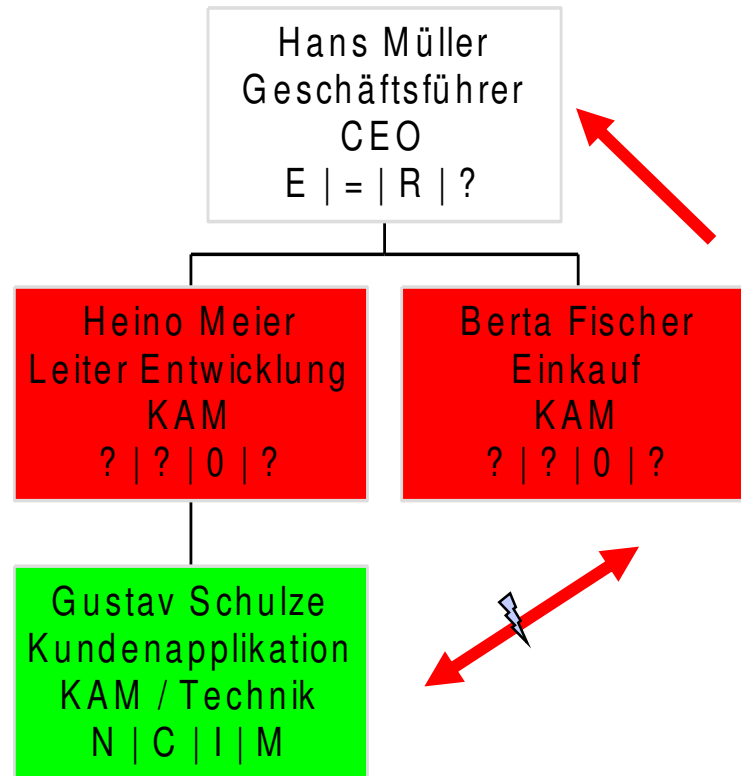 Hans Müller
Geschäftsführer
CEO
E | = | R | ?
Heino Meier
Leiter Entwicklung
KAM
? | ? | 0 | ?
Berta Fischer
Einkauf
KAM
? | ? | 0 | ?
Gustav Schulze
Kundenapplikation
KAM / Technik
N | C | I | M